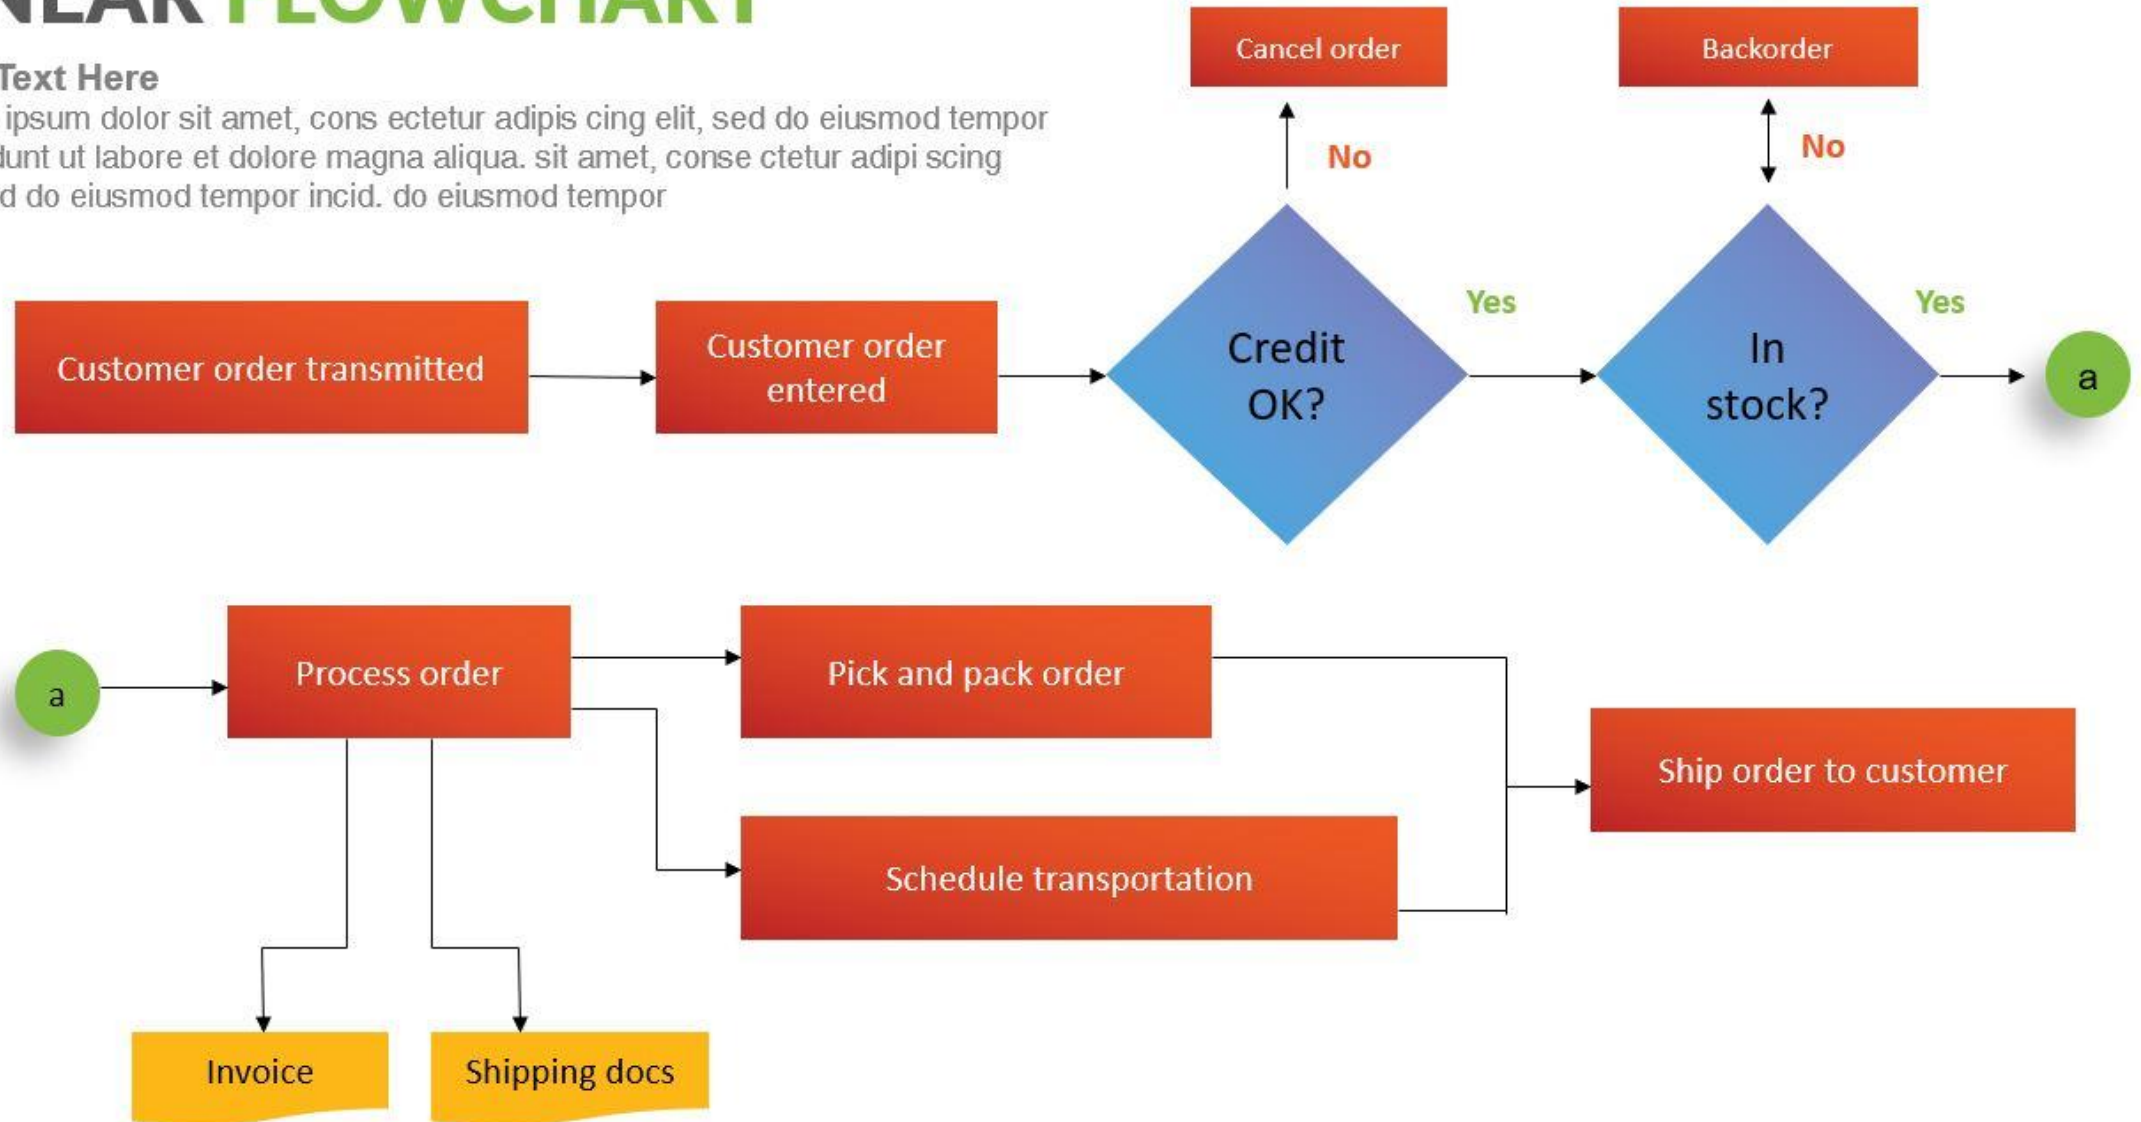 NEAR FLOWCHART
Text Here
ipsum dolor sit amet, cons ectetur adipis cing elit, sed do eiusmod tempor
dunt ut labore et dolore magna aliqua. sit amet, conse ctetur adipi scing
d do eiusmod tempor incid. do eiusmod tempor
Cancel order
Backorder
No
No
Customer order transmitted
Customer order
entered
Credit
OK?
Yes
In
stock?
Yes
a
a
Process order
Pick and pack order
Schedule transportation
Ship order to customer
Invoice
Shipping docs